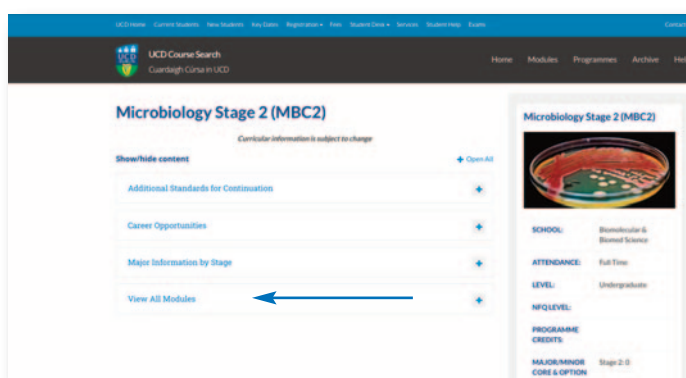 UCD Home Current Students New Students Key Dates Registration Fees Student Desk Services Student Help Exams Contact
UCD Course Search
Cuardaigh Cúrsa in UCD
Home Modules Programmes Archive Hel
Microbiology Stage 2 (MBC2)
Curricular information is subject to change
Show/hide content
+ Open All
Additional Standards for Continuation +
Career Opportunities +
Major Information by Stage +
View All Modules +
Microbiology Stage 2 (MBC2)
SCHOOL: Biomolecular &
Biomed Science
ATTENDANCE: Full Time
LEVEL: Undergraduate
NFQ LEVEL:
PROGRAMME
CREDITS:
MAJOR/MINOR Stage 2: 0
CORE & OPTION